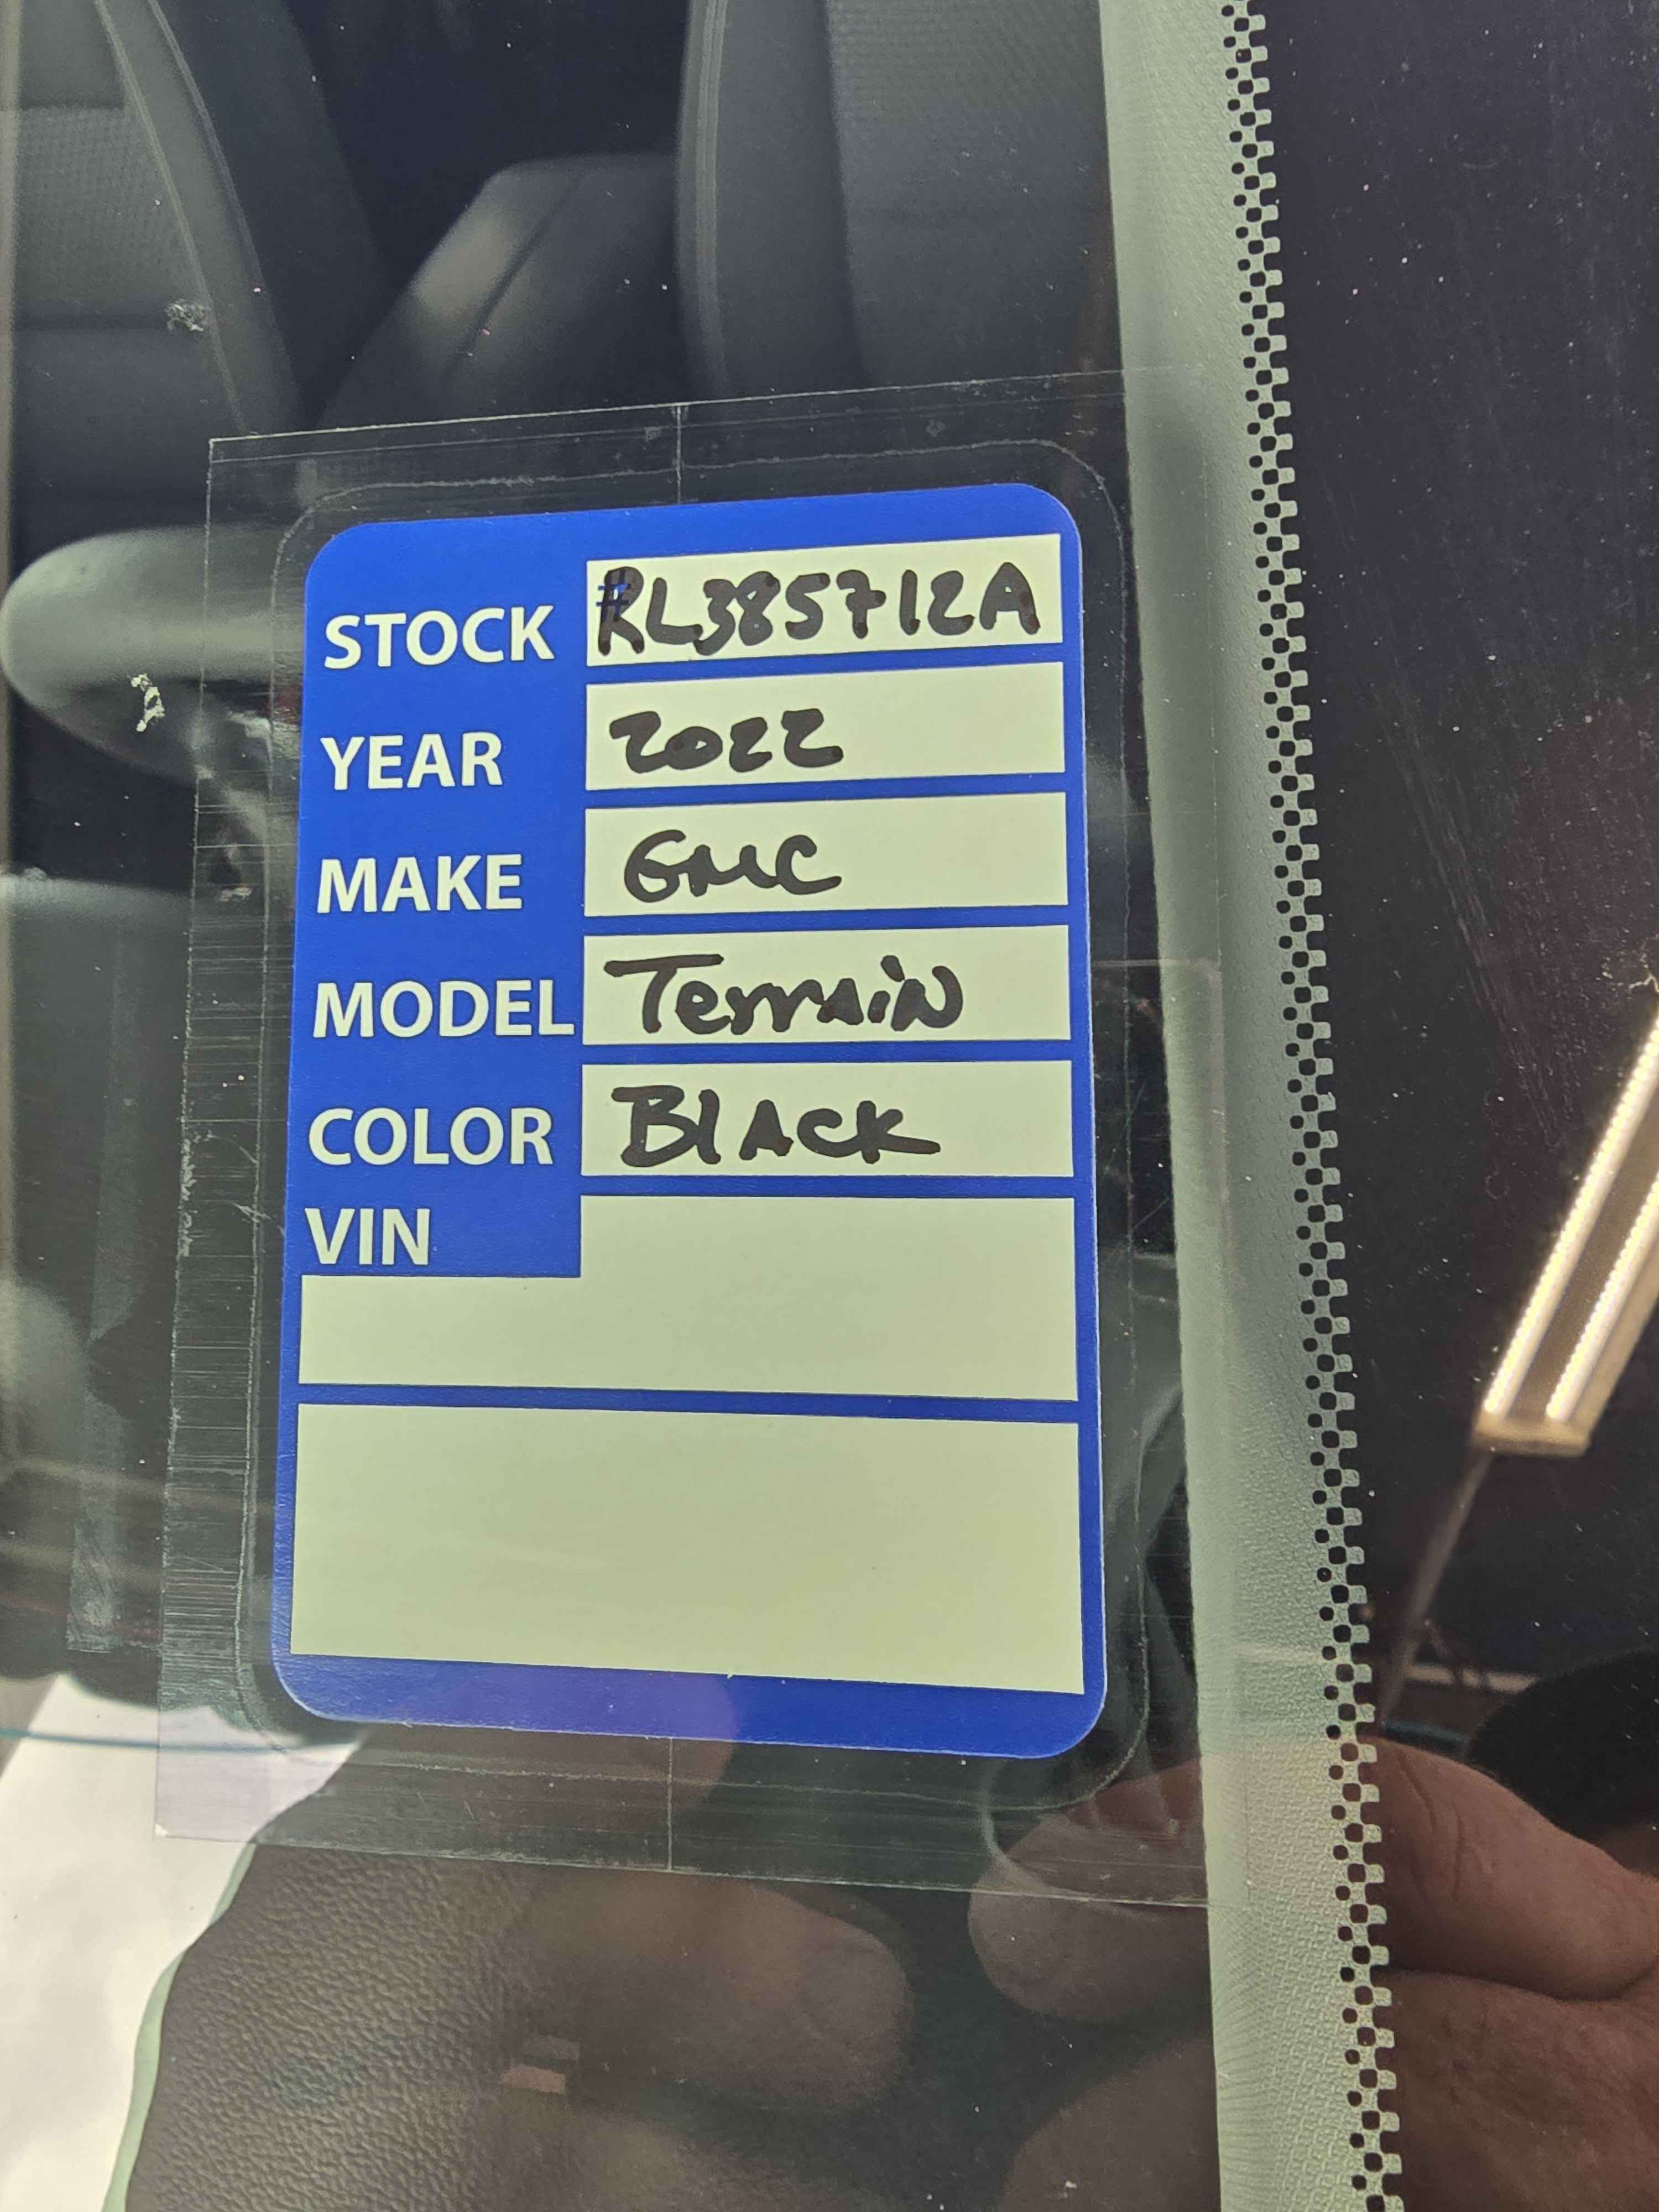 STOCK #RL385712A
YEAR 2022
MAKE GMC
MODEL Terrain
COLOR Black
VIN